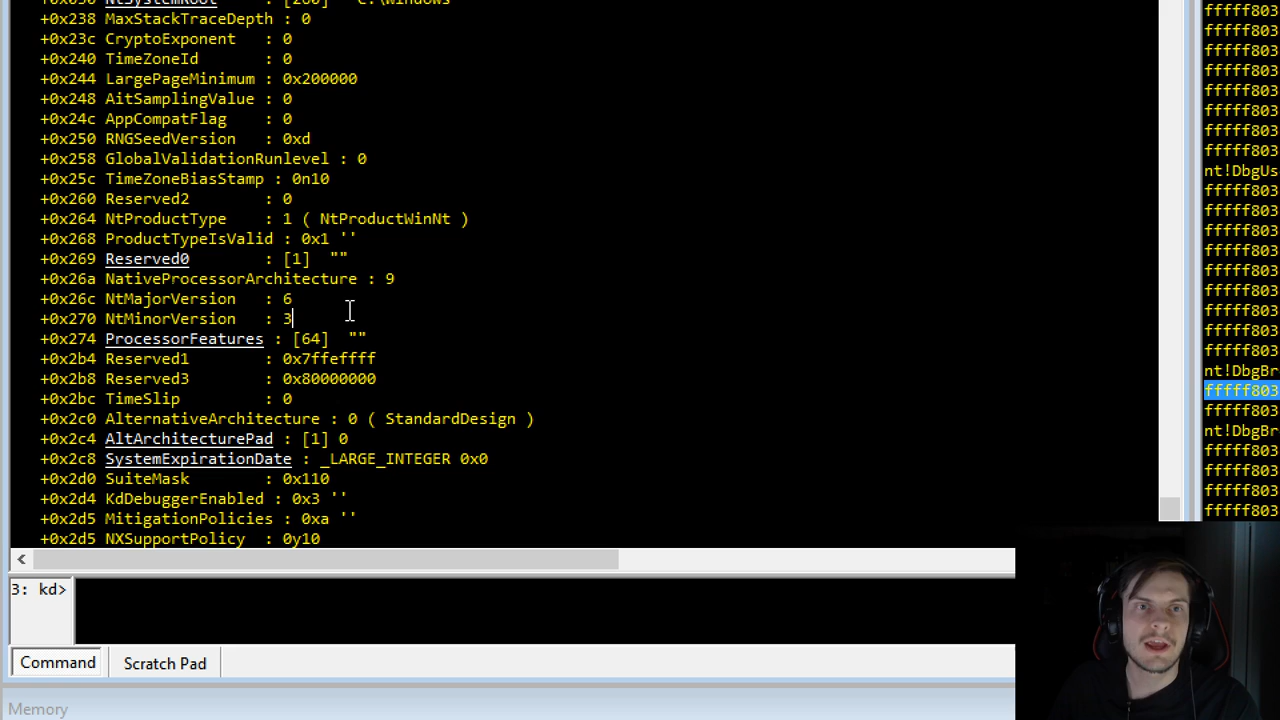 +0x238 MaxStackTraceDepth : 0
+0x23c CryptoExponent : 0
+0x240 TimeZoneId : 0
+0x244 LargePageMinimum : 0x200000
+0x248 AitSamplingValue : 0
+0x24c AppCompatFlag : 0
+0x250 RNGSeedVersion : 0xd
+0x258 GlobalValidationRunlevel : 0
+0x25c TimeZoneBiasStamp : 0n10
+0x260 Reserved2 : 0
+0x264 NtProductType : 1 ( NtProductWinNt )
+0x268 ProductTypeIsValid : 0x1 ''
+0x269 Reserved0 : [1] ""
+0x26a NativeProcessorArchitecture : 9
+0x26c NtMajorVersion : 6
+0x270 NtMinorVersion : 3
+0x274 ProcessorFeatures : [64] ""
+0x2b4 Reserved1 : 0x7ffeffff
+0x2b8 Reserved3 : 0x80000000
+0x2bc TimeSlip : 0
+0x2c0 AlternativeArchitecture : 0 ( StandardDesign )
+0x2c4 AltArchitecturePad : [1] 0
+0x2c8 SystemExpirationDate : _LARGE_INTEGER 0x0
+0x2d0 SuiteMask : 0x110
+0x2d4 KdDebuggerEnabled : 0x3 ''
+0x2d5 MitigationPolicies : 0xa ''
+0x2d5 NXSupportPolicy : 0y10
3: kd>
Command
Scratch Pad
Memory
fffff803
fffff803
fffff803
fffff803
fffff803
fffff803
fffff803
fffff803
nt!DbgUs
fffff803
fffff803
fffff803
fffff803
fffff803
fffff803
fffff803
fffff803
fffff803
nt!DbgBr
fffff803
fffff803
nt!DbgBr
fffff803
fffff803
fffff803
fffff803